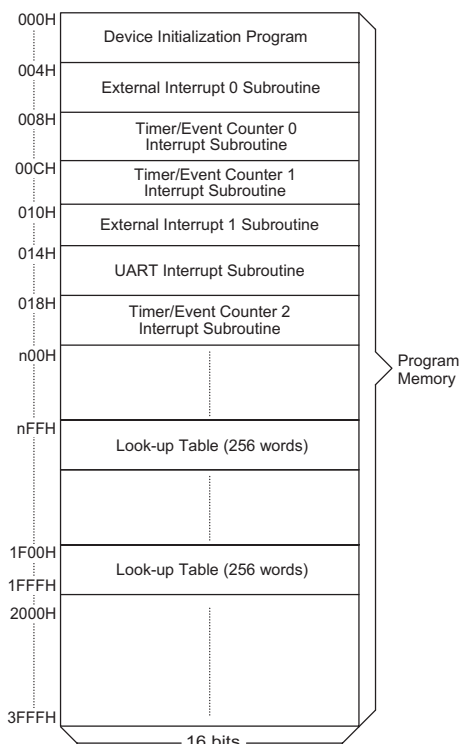 000H
Device Initialization Program
004H
External Interrupt 0 Subroutine
008H
Timer/Event Counter 0
Interrupt Subroutine
00CH
Timer/Event Counter 1
Interrupt Subroutine
010H
External Interrupt 1 Subroutine
014H
UART Interrupt Subroutine
018H
Timer/Event Counter 2
Interrupt Subroutine
n00H
Program
Memory
nFFH
Look-up Table (256 words)
1F00H
Look-up Table (256 words)
1FFFH
2000H
3FFFH
16 bits